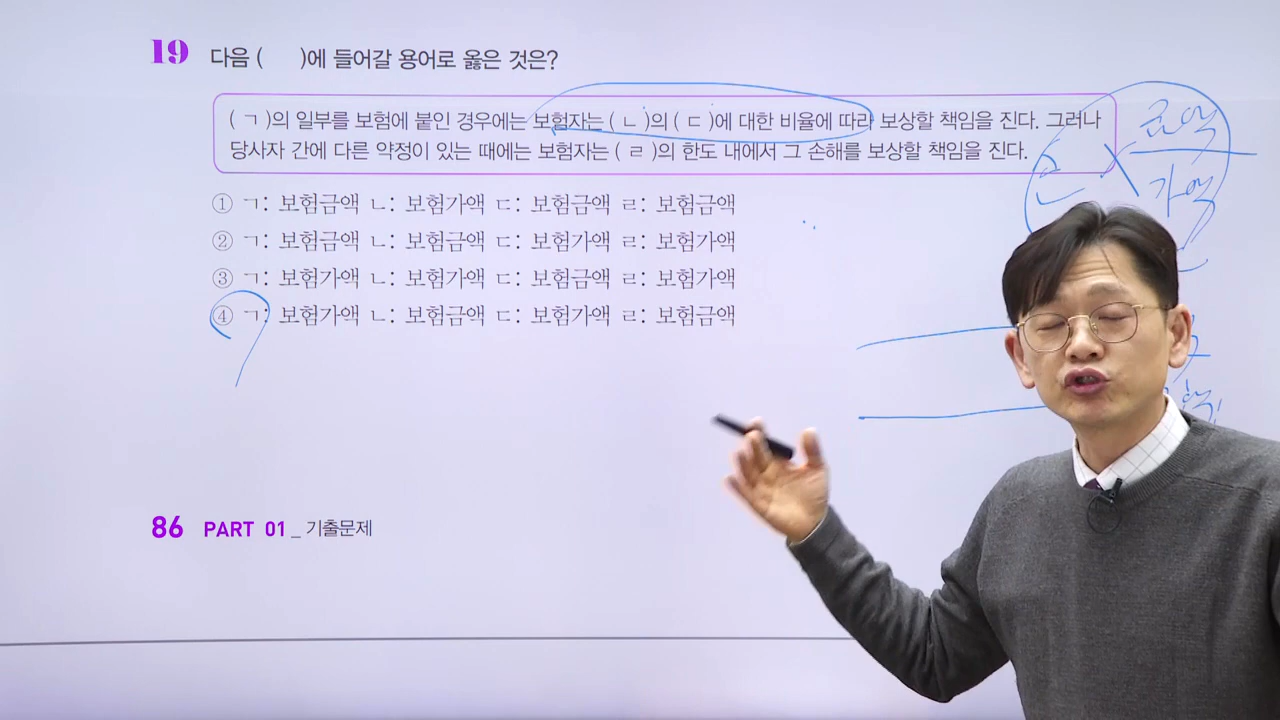 19 다음 (    )에 들어갈 용어로 옳은 것은?
( ㄱ )의 일부를 보험에 붙인 경우에는 보험자는 ( ㄴ )의 ( ㄷ )에 대한 비율에 따라 보상할 책임을 진다. 그러나
당사자 간에 다른 약정이 있는 때에는 보험자는 ( ㄹ )의 한도 내에서 그 손해를 보상할 책임을 진다.
① ㄱ: 보험금액 ㄴ: 보험가액 ㄷ: 보험금액 ㄹ: 보험금액
② ㄱ: 보험금액 ㄴ: 보험금액 ㄷ: 보험가액 ㄹ: 보험가액
③ ㄱ: 보험가액 ㄴ: 보험가액 ㄷ: 보험금액 ㄹ: 보험가액
④ ㄱ: 보험가액 ㄴ: 보험금액 ㄷ: 보험가액 ㄹ: 보험금액
금액
가액
86 PART 01 _ 기출문제